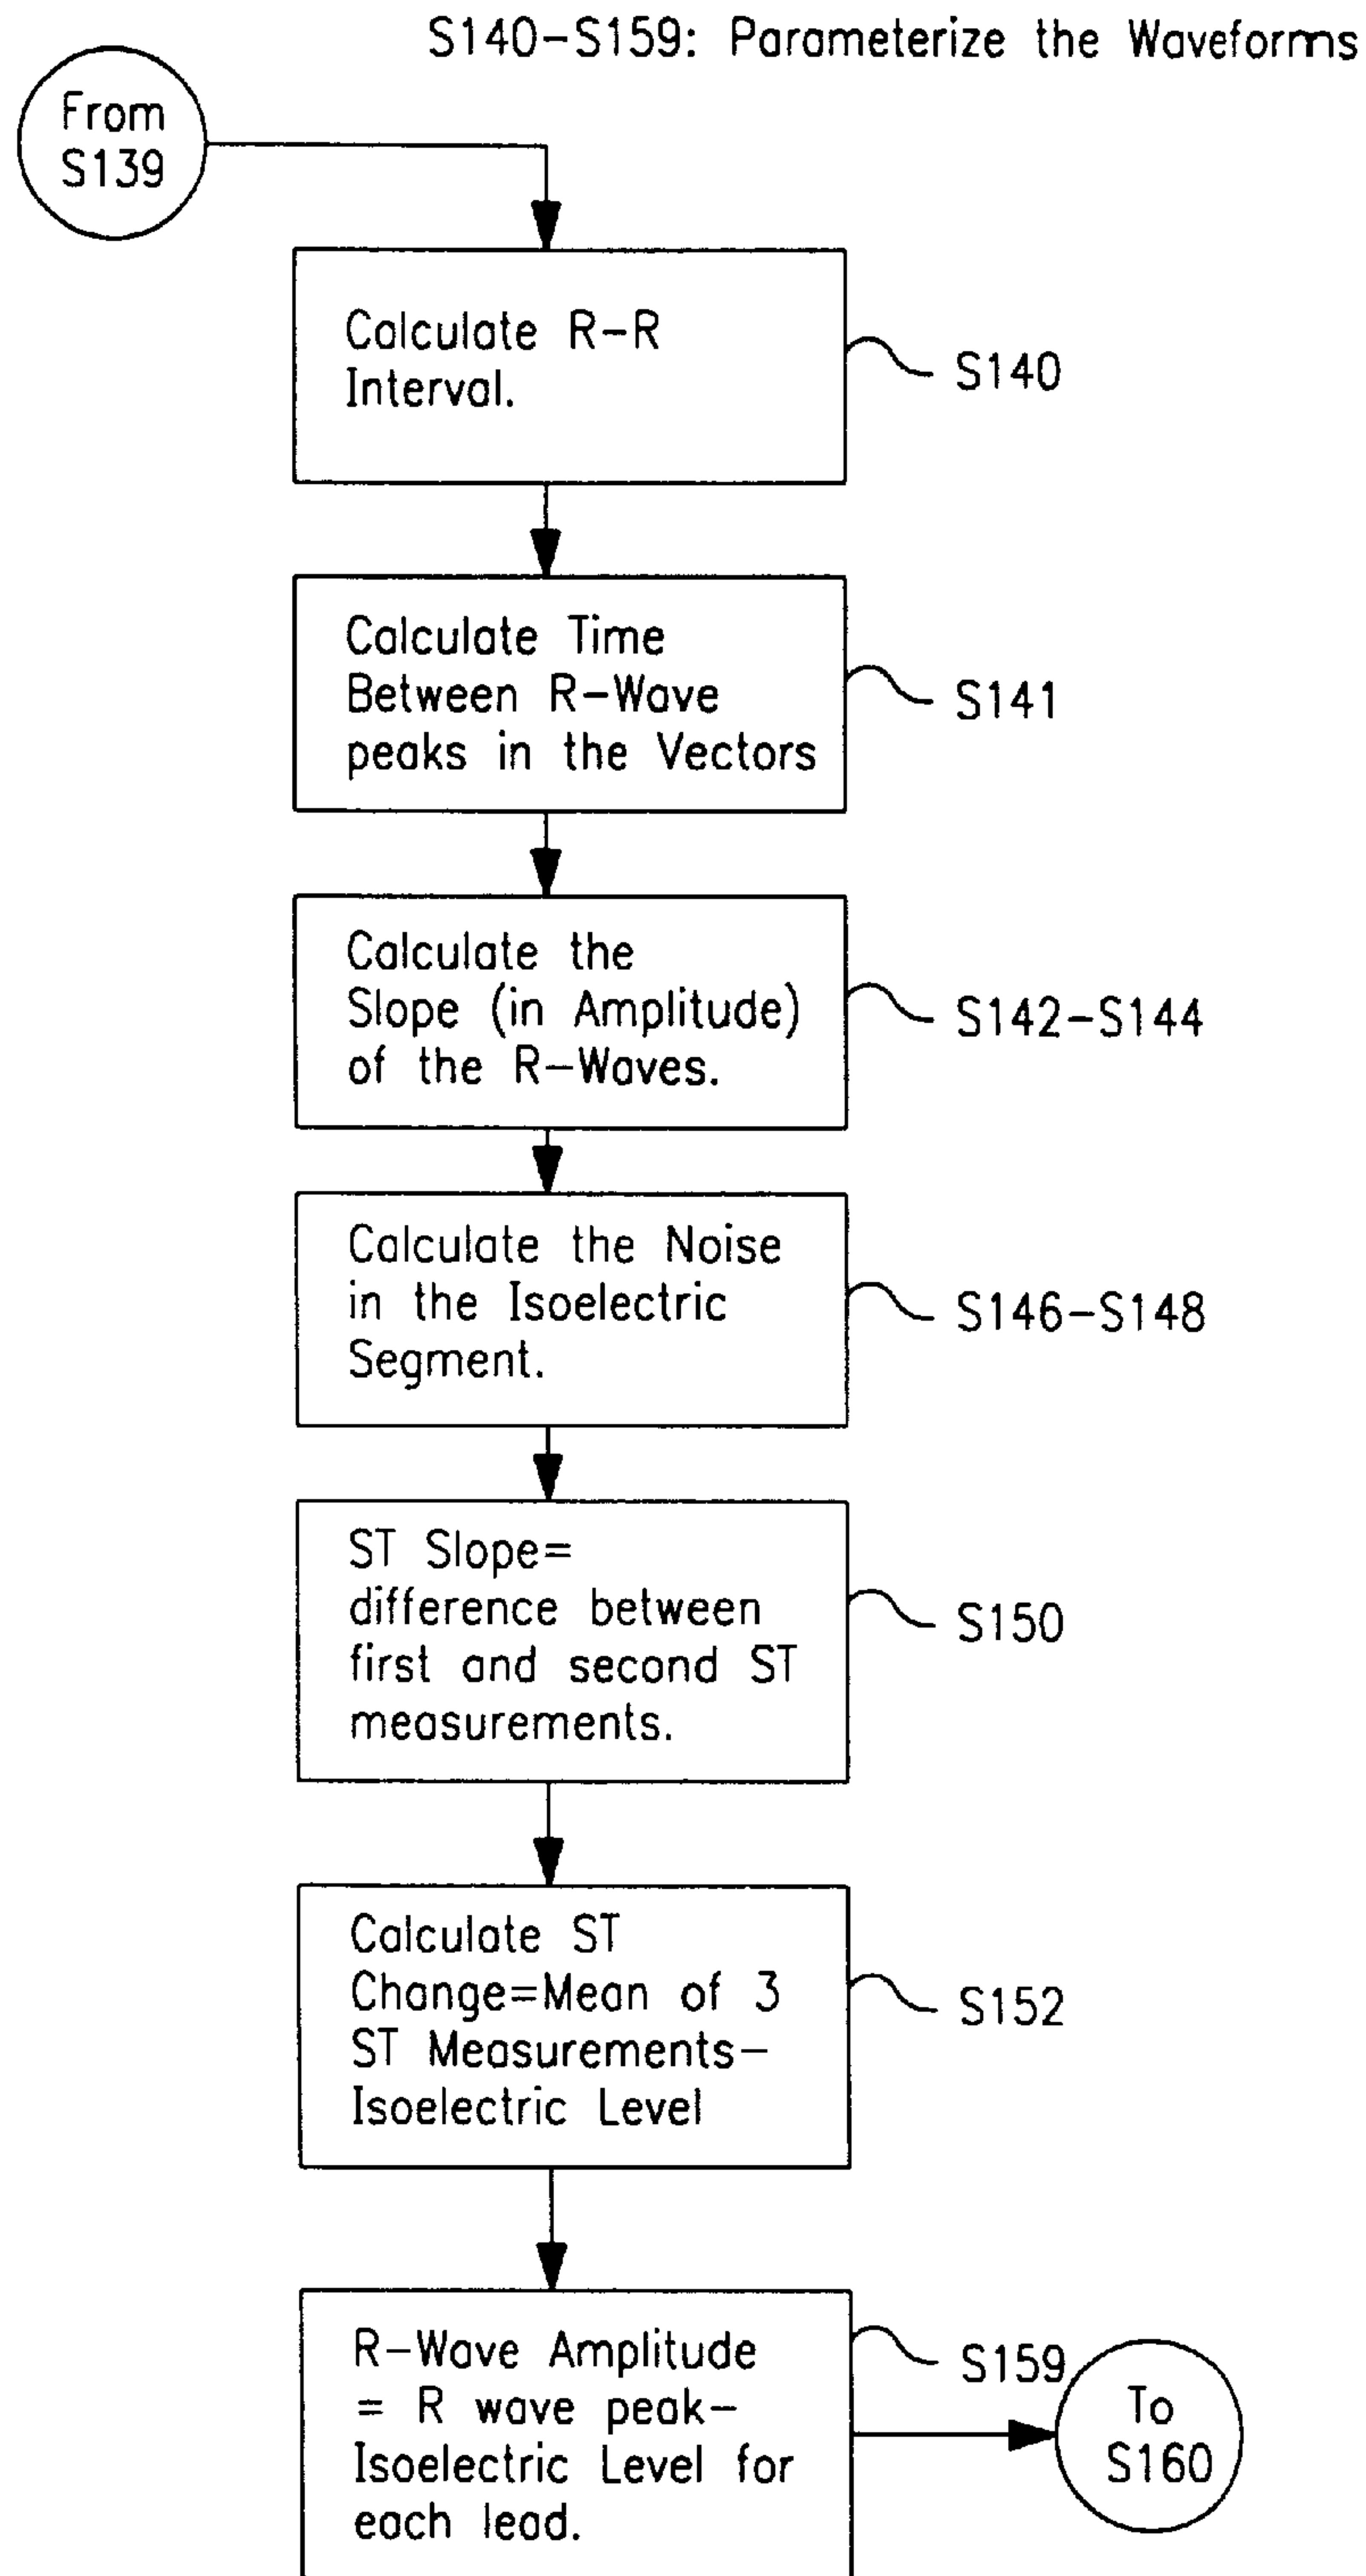 S140-S159: Parameterize the Waveforms
From
S139
Calculate R-R
Interval.
S140
Calculate Time
Between R-Wave
peaks in the Vectors
S141
Calculate the
Slope (in Amplitude)
of the R-Waves.
S142-S144
Calculate the Noise
in the Isoelectric
Segment.
S146-S148
ST Slope=
difference between
first and second ST
measurements.
S150
Calculate ST
Change=Mean of 3
ST Measurements-
Isoelectric Level
S152
R-Wave Amplitude
= R wave peak-
Isoelectric Level for
each lead.
S159
To
S160